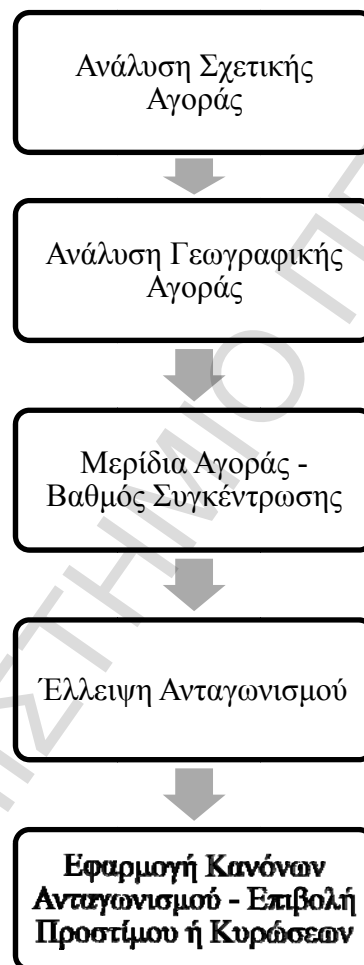 Ανάλυση Σχετικής
Αγοράς
Ανάλυση Γεωγραφικής
Αγοράς
Μερίδια Αγοράς -
Βαθμός Συγκέντρωσης
Έλλειψη Ανταγωνισμού
Εφαρμογή Κανόνων
Ανταγωνισμού - Επιβολή
Προστίμου ή Κυρώσεων